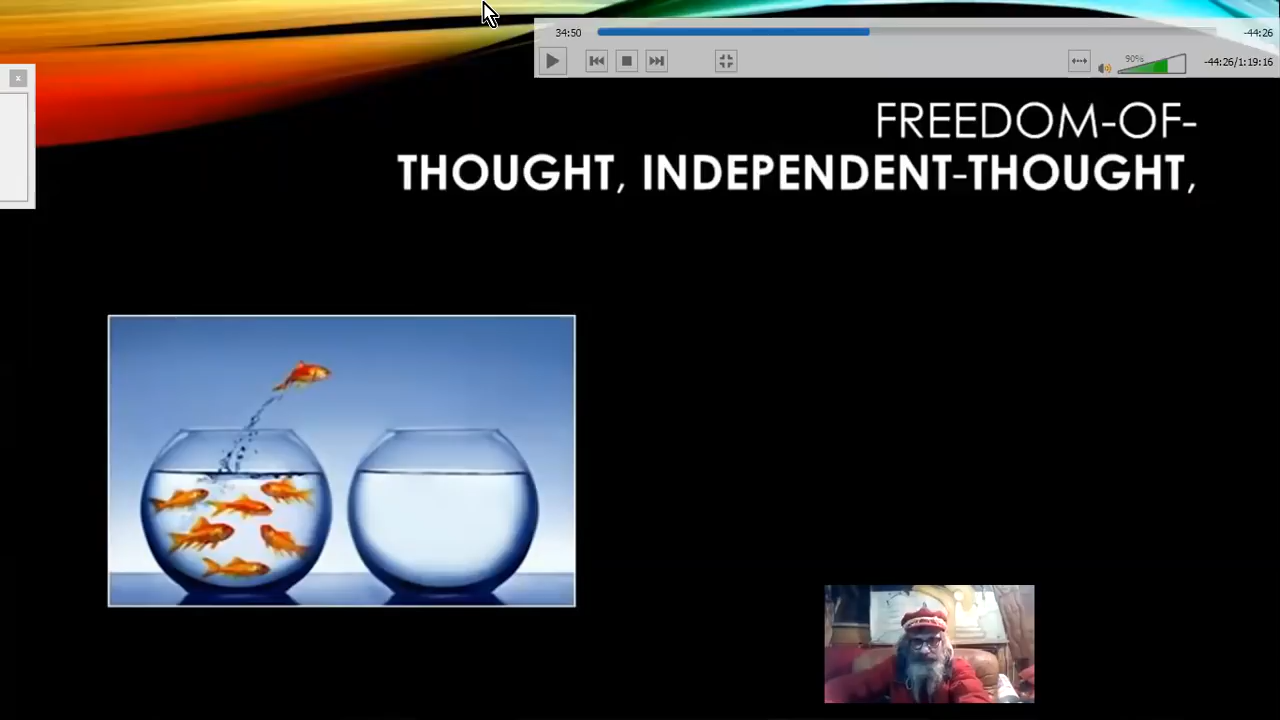 34:50
-44:26
90%
-44:26/1:19:16
x
FREEDOM-OF-
THOUGHT, INDEPENDENT-THOUGHT,